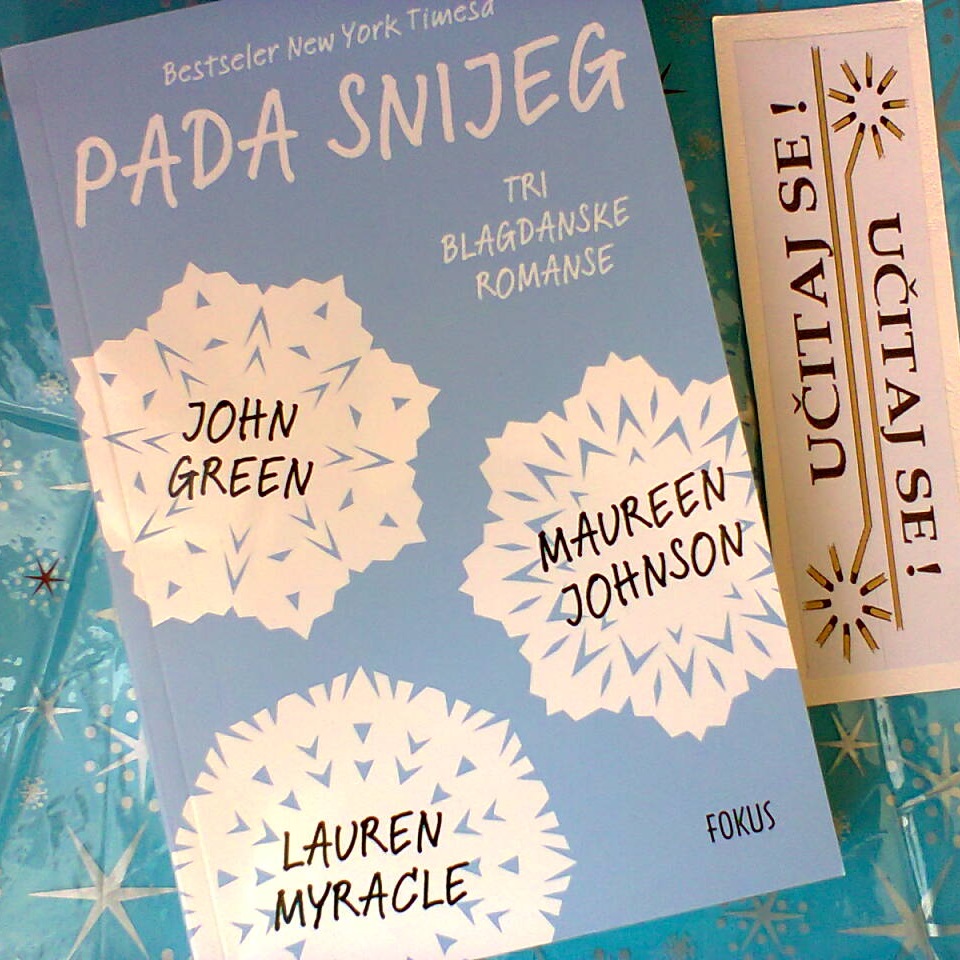 Bestseler New York Timesa
PADA SNIJEG
TRI
BLAGDANSKE
ROMANSE
JOHN
GREEN
MAUREEN
JOHNSON
LAUREN
MYRACLE
FOKUS
UČITAJ SE!
UČITAJ SE!